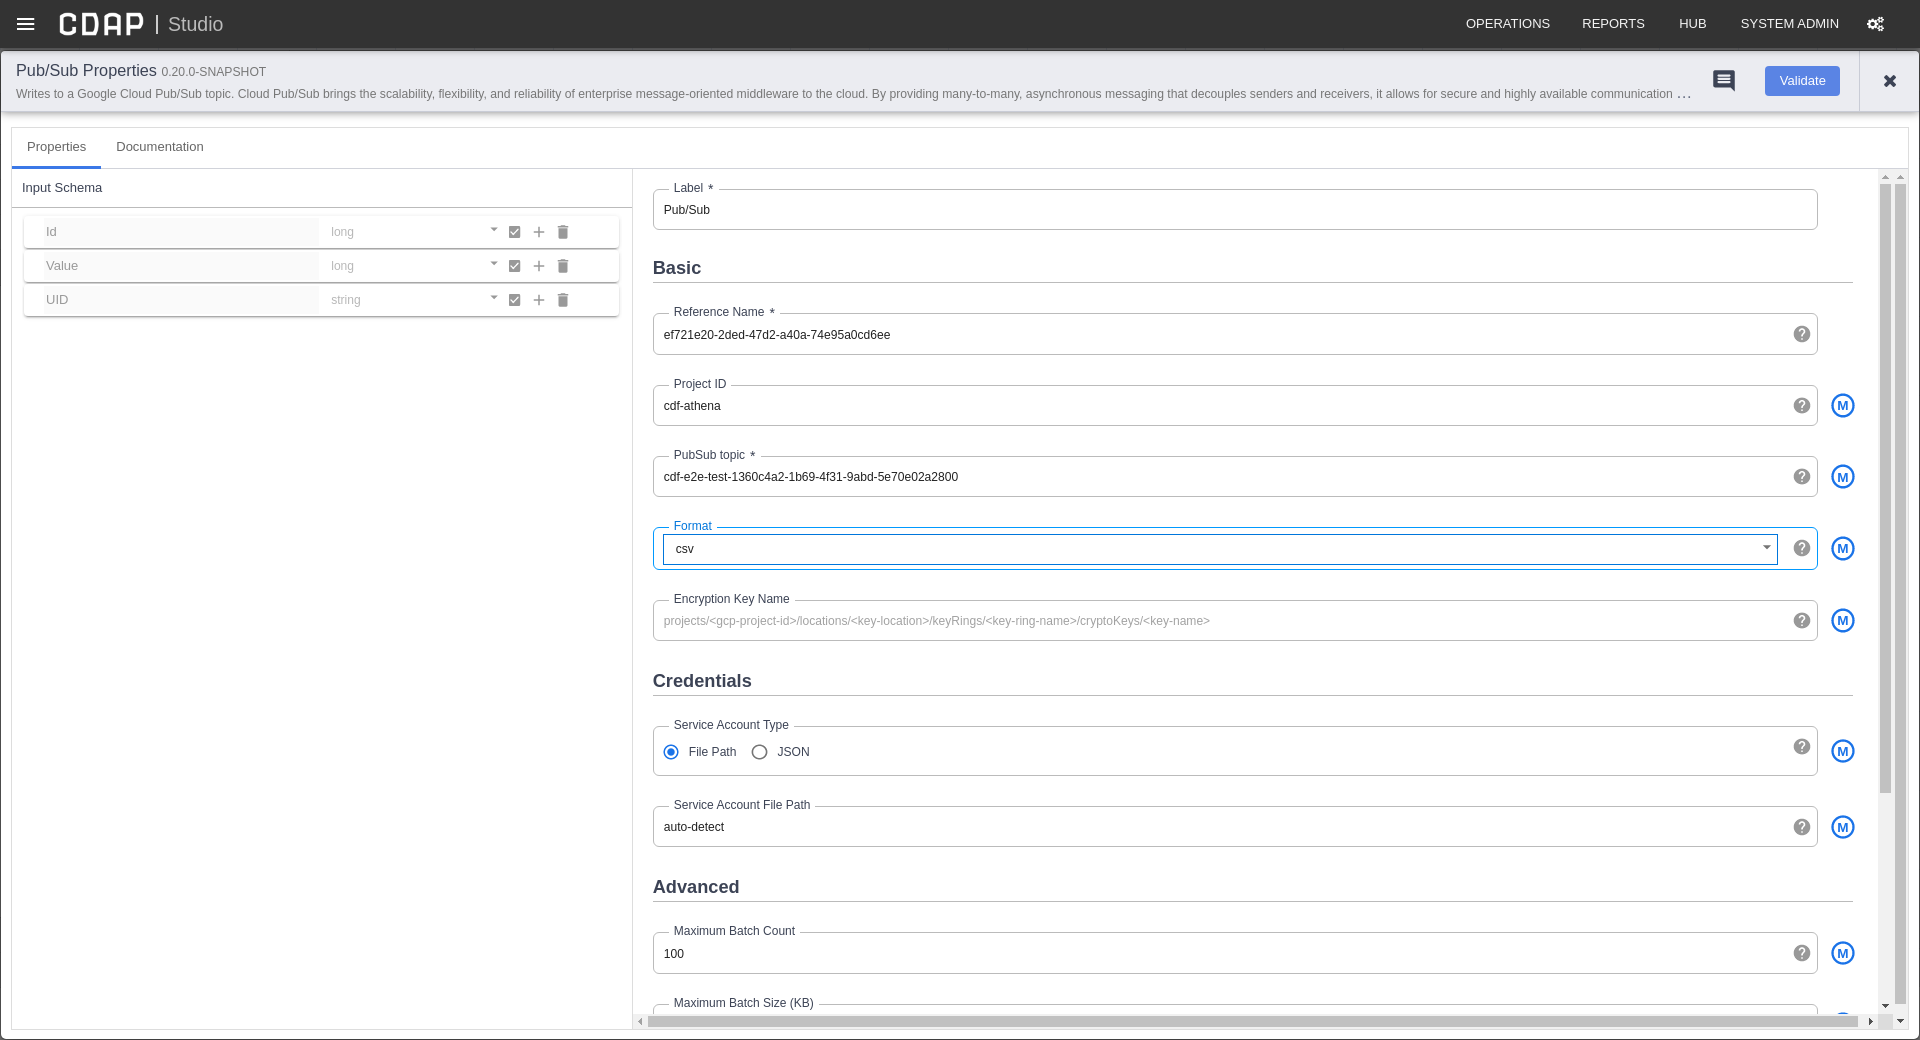 CDAP | Studio
OPERATIONS REPORTS HUB SYSTEM ADMIN
Pub/Sub Properties 0.20.0-SNAPSHOT
Writes to a Google Cloud Pub/Sub topic. Cloud Pub/Sub brings the scalability, flexibility, and reliability of enterprise message-oriented middleware to the cloud. By providing many-to-many, asynchronous messaging that decouples senders and receivers, it allows for secure and highly available communication ...
Validate
Properties Documentation
Input Schema
Id long
Value long
UID string
Label *
Pub/Sub
Basic
Reference Name *
ef721e20-2ded-47d2-a40a-74e95a0cd6ee
Project ID
cdf-athena
M
PubSub topic *
cdf-e2e-test-1360c4a2-1b69-4f31-9abd-5e70e02a2800
M
Format
csv
M
Encryption Key Name
projects/<gcp-project-id>/locations/<key-location>/keyRings/<key-ring-name>/cryptoKeys/<key-name>
M
Credentials
Service Account Type
File Path JSON
M
Service Account File Path
auto-detect
M
Advanced
Maximum Batch Count
100
M
Maximum Batch Size (KB)